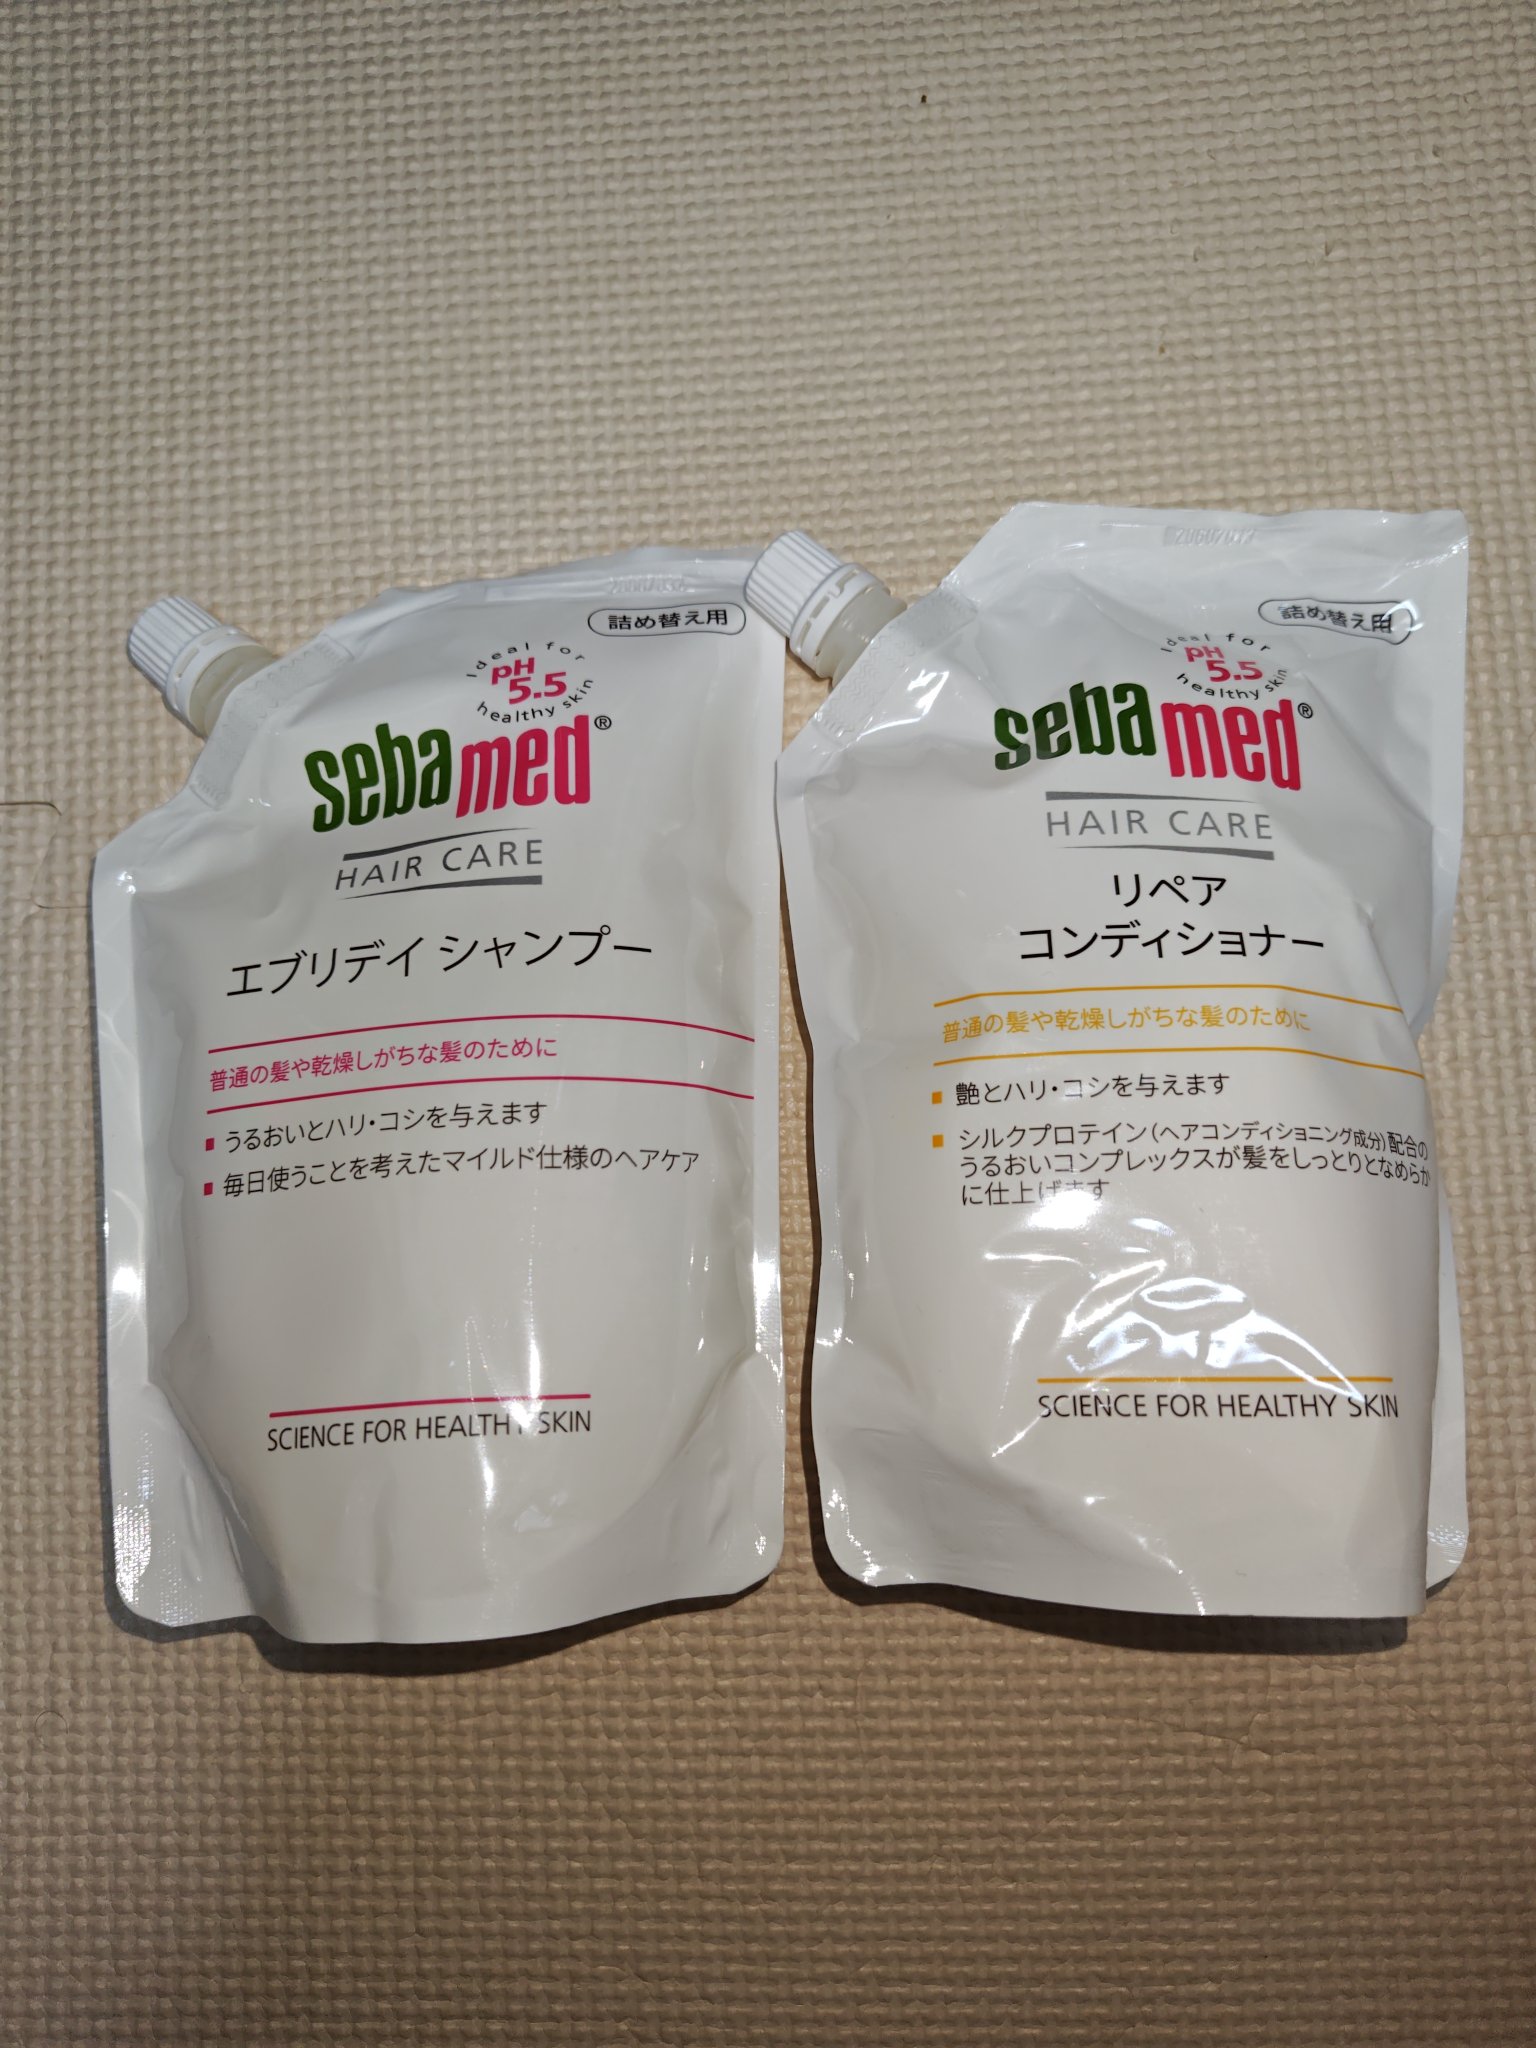 詰め替え用
Ideal for
pH
5.5
healthy skin
sebamed®
HAIR CARE
エブリデイ シャンプー
普通の髪や乾燥しがちな髪のために
うるおいとハリ・コシを与えます
毎日使うことを考えたマイルド仕様のヘアケア
SCIENCE FOR HEALTHY SKIN
詰め替え用
Ideal for
pH
5.5
healthy skin
sebamed®
HAIR CARE
リペア
コンディショナー
普通の髪や乾燥しがちな髪のために
艶とハリ・コシを与えます
シルクプロテイン(ヘアコンディショニング成分)配合の
うるおいコンプレックスが髪をしっとりとなめらか
に仕上げます
SCIENCE FOR HEALTHY SKIN